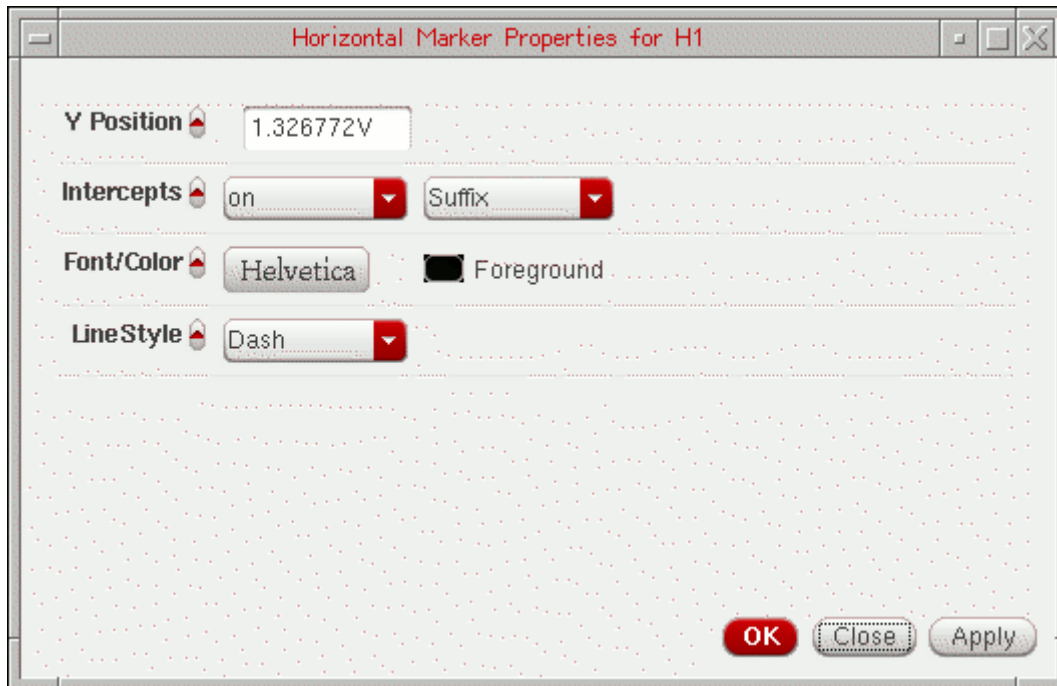 Horizontal Marker Properties for H1
Y Position 1.326772V
Intercepts on Suffix
Font/Color Helvetica Foreground
LineStyle Dash
OK Close Apply